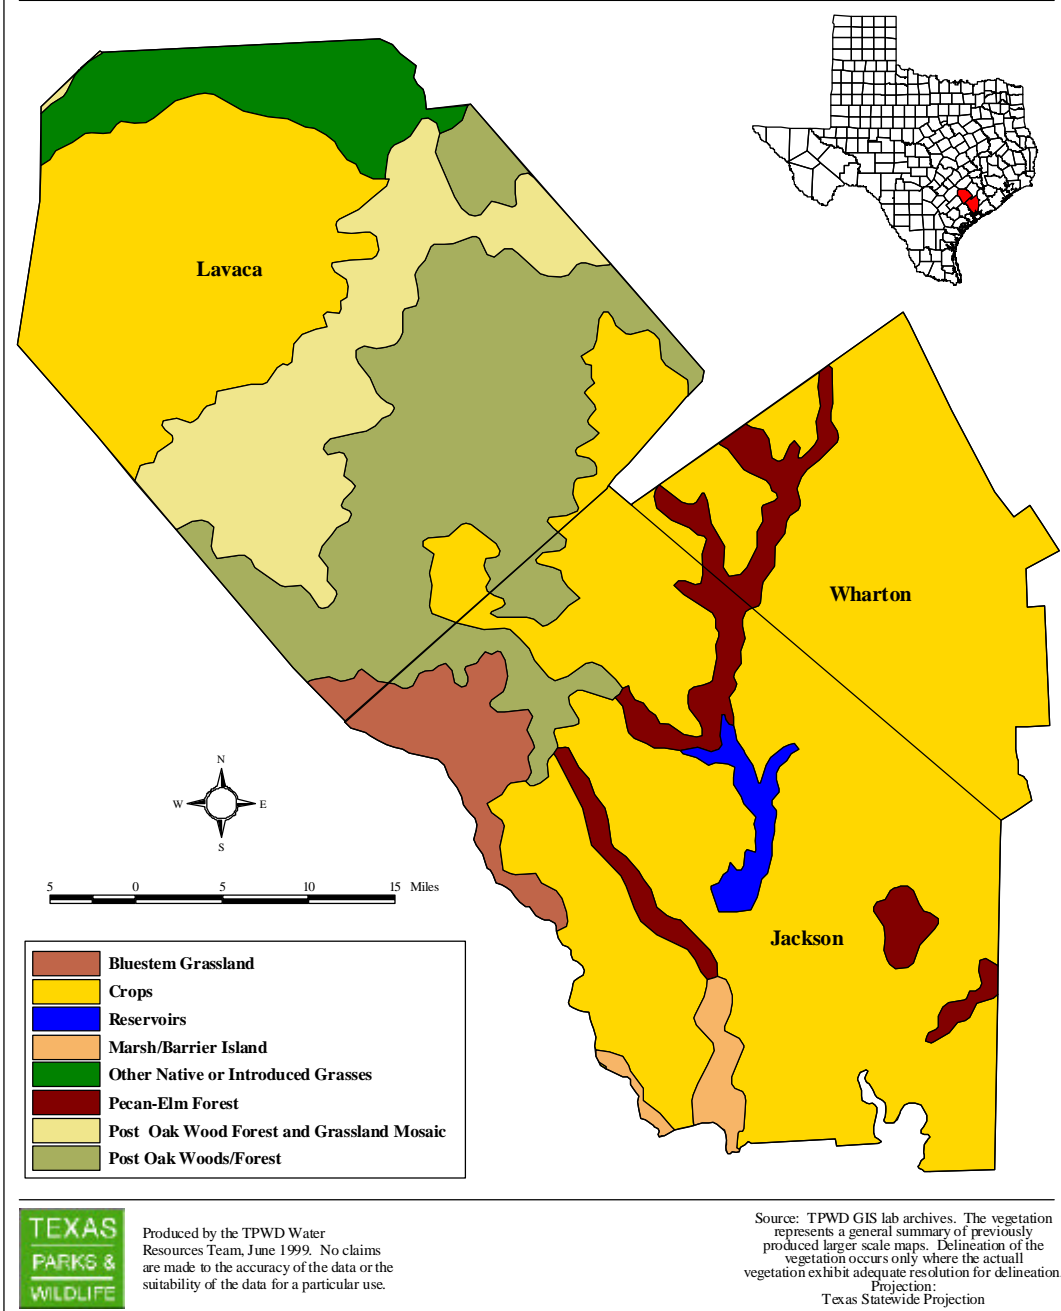 Lavaca
Wharton
N
W E
S
5 0 5 10 15 Miles
Jackson
Bluestem Grassland
Crops
Reservoirs
Marsh/Barrier Island
Other Native or Introduced Grasses
Pecan-Elm Forest
Post Oak Wood Forest and Grassland Mosaic
Post Oak Woods/Forest
TEXAS
PARKS &
WILDLIFE
Produced by the TPWD Water
Resources Team, June 1999. No claims
are made to the accuracy of the data or the
suitability of the data for a particular use.
Source: TPWD GIS lab archives. The vegetation
represents a general summary of previously
produced larger scale maps. Delineation of the
vegetation occurs only where the actuall
vegetation exhibit adequate resolution for delineation
Projection:
Texas Statewide Projection